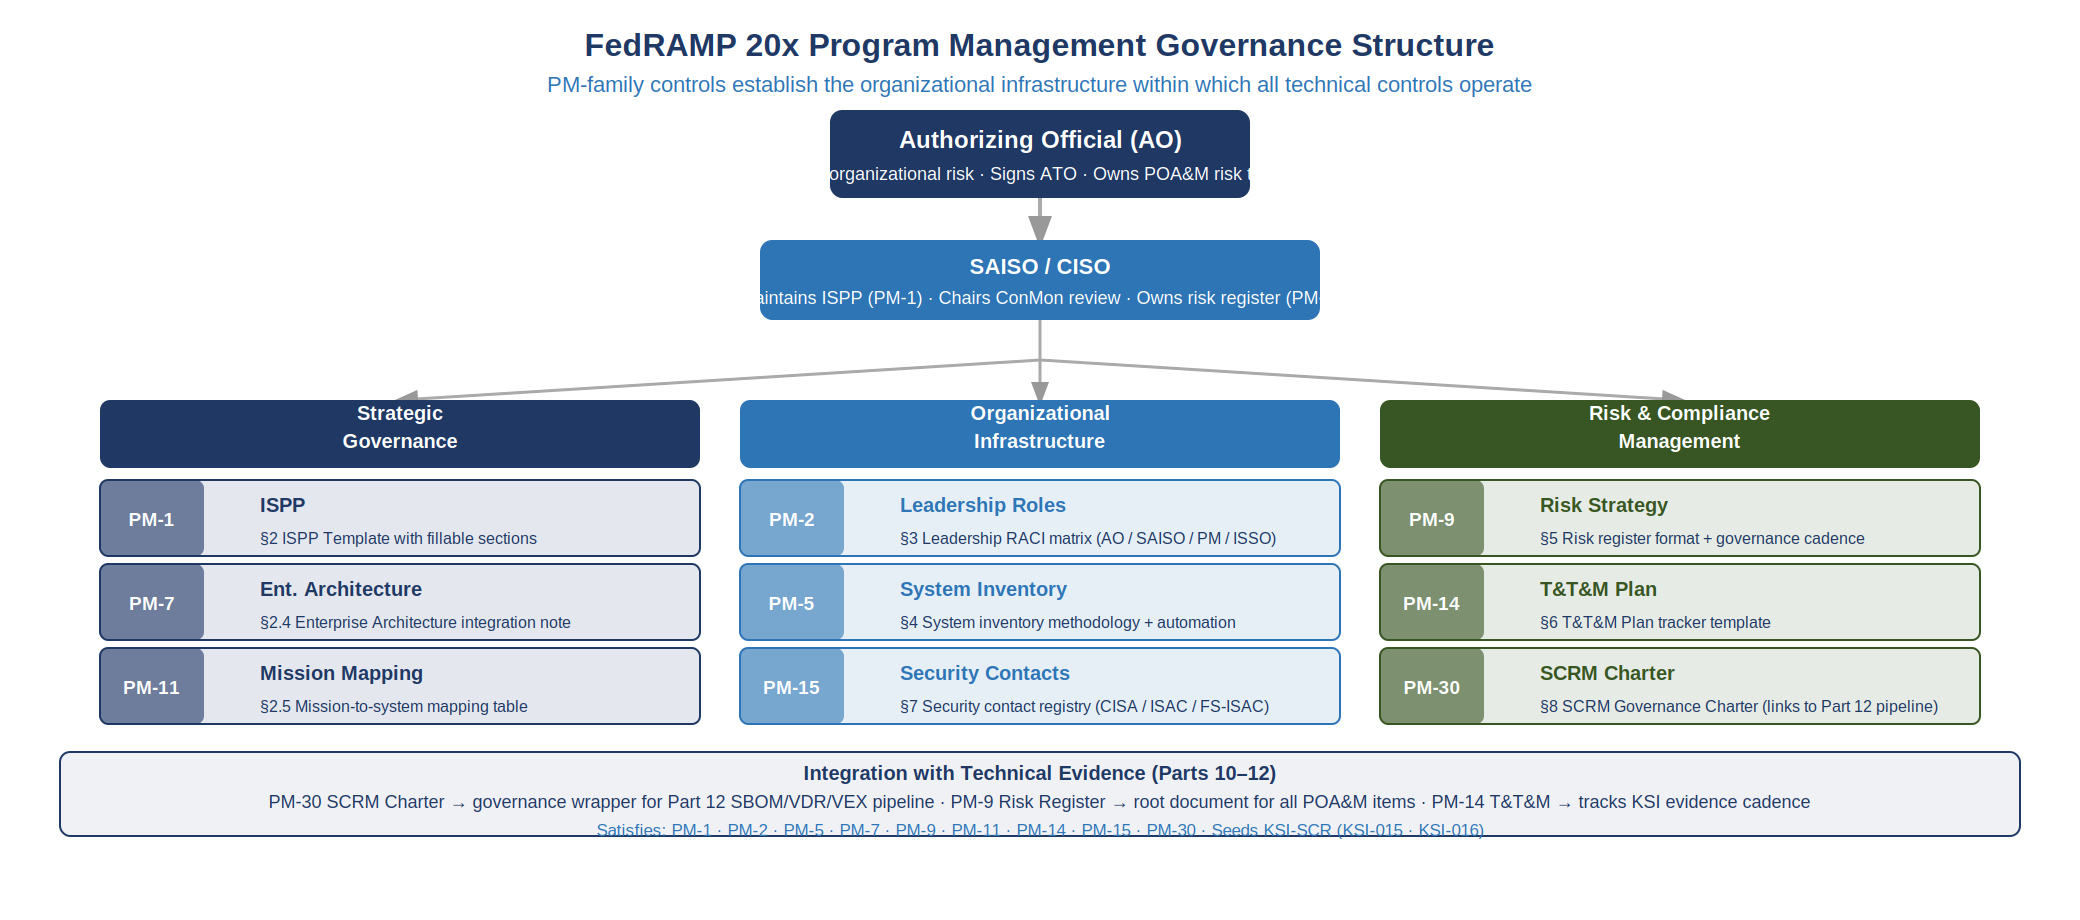 FedRAMP 20x Program Management Governance Structure
PM-family controls establish the organizational infrastructure within which all technical controls operate
Authorizing Official (AO)
organizational risk · Signs ATO · Owns POA&M risk
SAISO / CISO
ISPP (PM-1) · Chairs ConMon review · Owns risk register (PM-
Strategic
Governance
PM-1
ISPP
§2 ISPP Template with fillable sections
PM-7
Ent. Architecture
§2.4 Enterprise Architecture integration note
PM-11
Mission Mapping
§2.5 Mission-to-system mapping table
Organizational
Infrastructure
PM-2
Leadership Roles
§3 Leadership RACI matrix (AO / SAISO / PM / ISSO)
PM-5
System Inventory
§4 System inventory methodology + automation
PM-15
Security Contacts
§7 Security contact registry (CISA / ISAC / FS-ISAC)
Risk & Compliance
Management
PM-9
Risk Strategy
§5 Risk register format + governance cadence
PM-14
T&T&M Plan
§6 T&T&M Plan tracker template
PM-30
SCRM Charter
§8 SCRM Governance Charter (links to Part 12 pipeline)
Integration with Technical Evidence (Parts 10–12)
PM-30 SCRM Charter → governance wrapper for Part 12 SBOM/VDR/VEX pipeline · PM-9 Risk Register → root document for all POA&M items · PM-14 T&T&M → tracks KSI evidence cadence
Satisfies: PM-1 · PM-2 · PM-5 · PM-7 · PM-9 · PM-11 · PM-14 · PM-15 · PM-30 · Seeds KSI-SCR (KSI-015 · KSI-016)